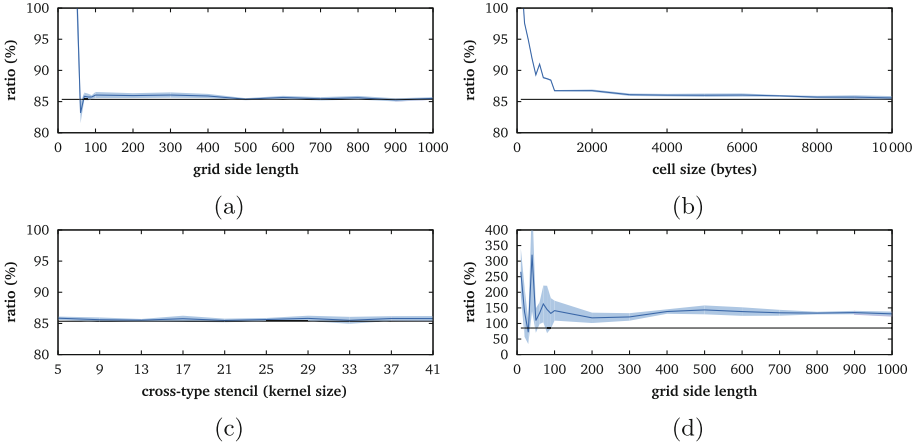 ratio (%)
100
95
90
85
80
0 100 200 300 400 500 600 700 800 900 1000
grid side length
(a)
ratio (%)
100
95
90
85
80
0 2000 4000 6000 8000 10 000
cell size (bytes)
(b)
ratio (%)
100
95
90
85
80
5 9 13 17 21 25 29 33 37 41
cross-type stencil (kernel size)
(c)
ratio (%)
400
350
300
250
200
150
100
50
0
0 100 200 300 400 500 600 700 800 900 1000
grid side length
(d)